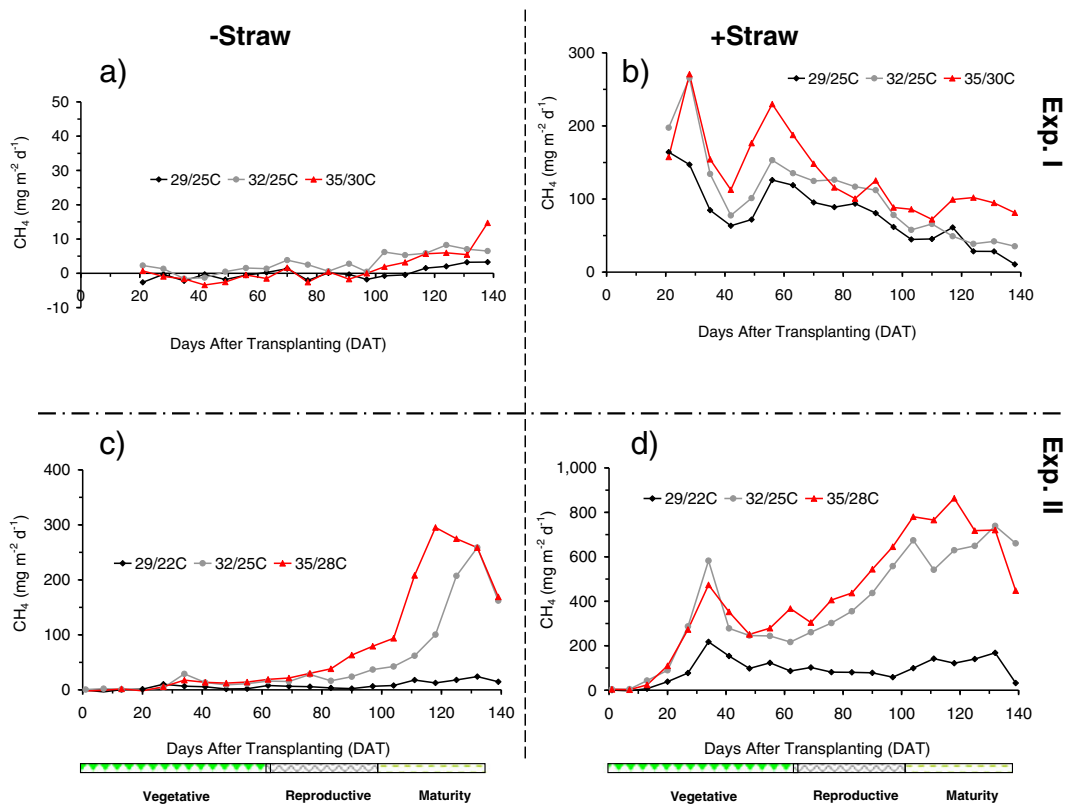 -Straw
+Straw
a)
50
40
30
20
10
0
-10
CH4 (mg m-2 d-1)
29/25C 32/25C 35/30C
0 20 40 60 80 100 120 140
Days After Transplanting (DAT)
b)
300
200
100
0
CH4 (mg m-2 d-1)
29/25C 32/25C 35/30C
0 20 40 60 80 100 120 140
Days After Transplanting (DAT)
Exp. I
c)
400
300
200
100
0
CH4 (mg m-2 d-1)
29/22C 32/25C 35/28C
0 20 40 60 80 100 120 140
Days After Transplanting (DAT)
Vegetative Reproductive Maturity
d)
1,000
800
600
400
200
0
CH4 (mg m-2 d-1)
29/22C 32/25C 35/28C
0 20 40 60 80 100 120 140
Days After Transplanting (DAT)
Vegetative Reproductive Maturity
Exp. II